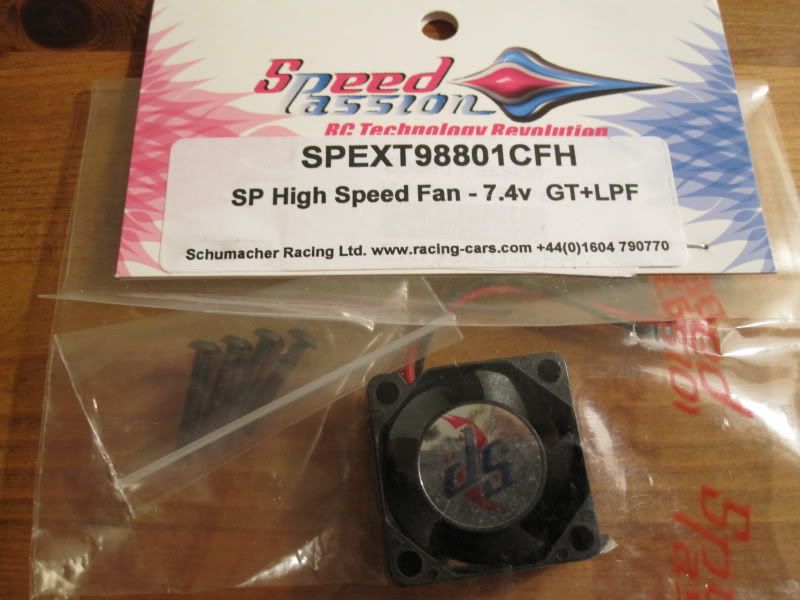 Speed
Passion
RC Technology Revolution
SPEXT98801CFH
SP High Speed Fan - 7.4v GT+LPF
Schumacher Racing Ltd. www.racing-cars.com +44(0)1604 790770
SP